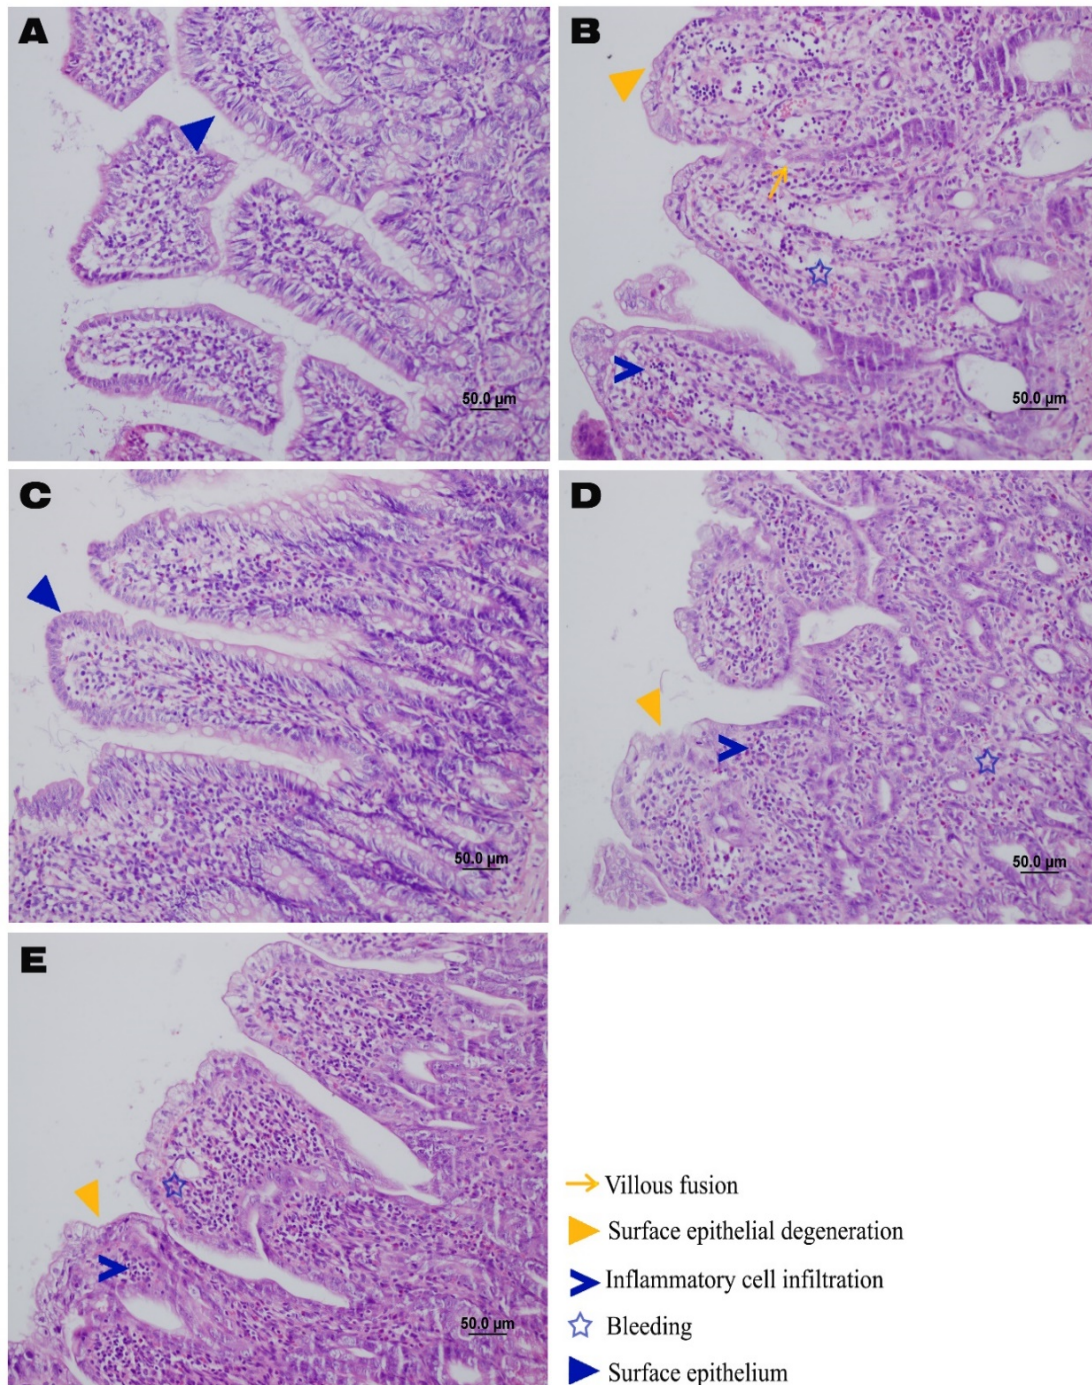 A
50.0 µm
B
50.0 µm
C
50.0 µm
D
50.0 µm
E
50.0 µm
Villous fusion
Surface epithelial degeneration
Inflammatory cell infiltration
Bleeding
Surface epithelium